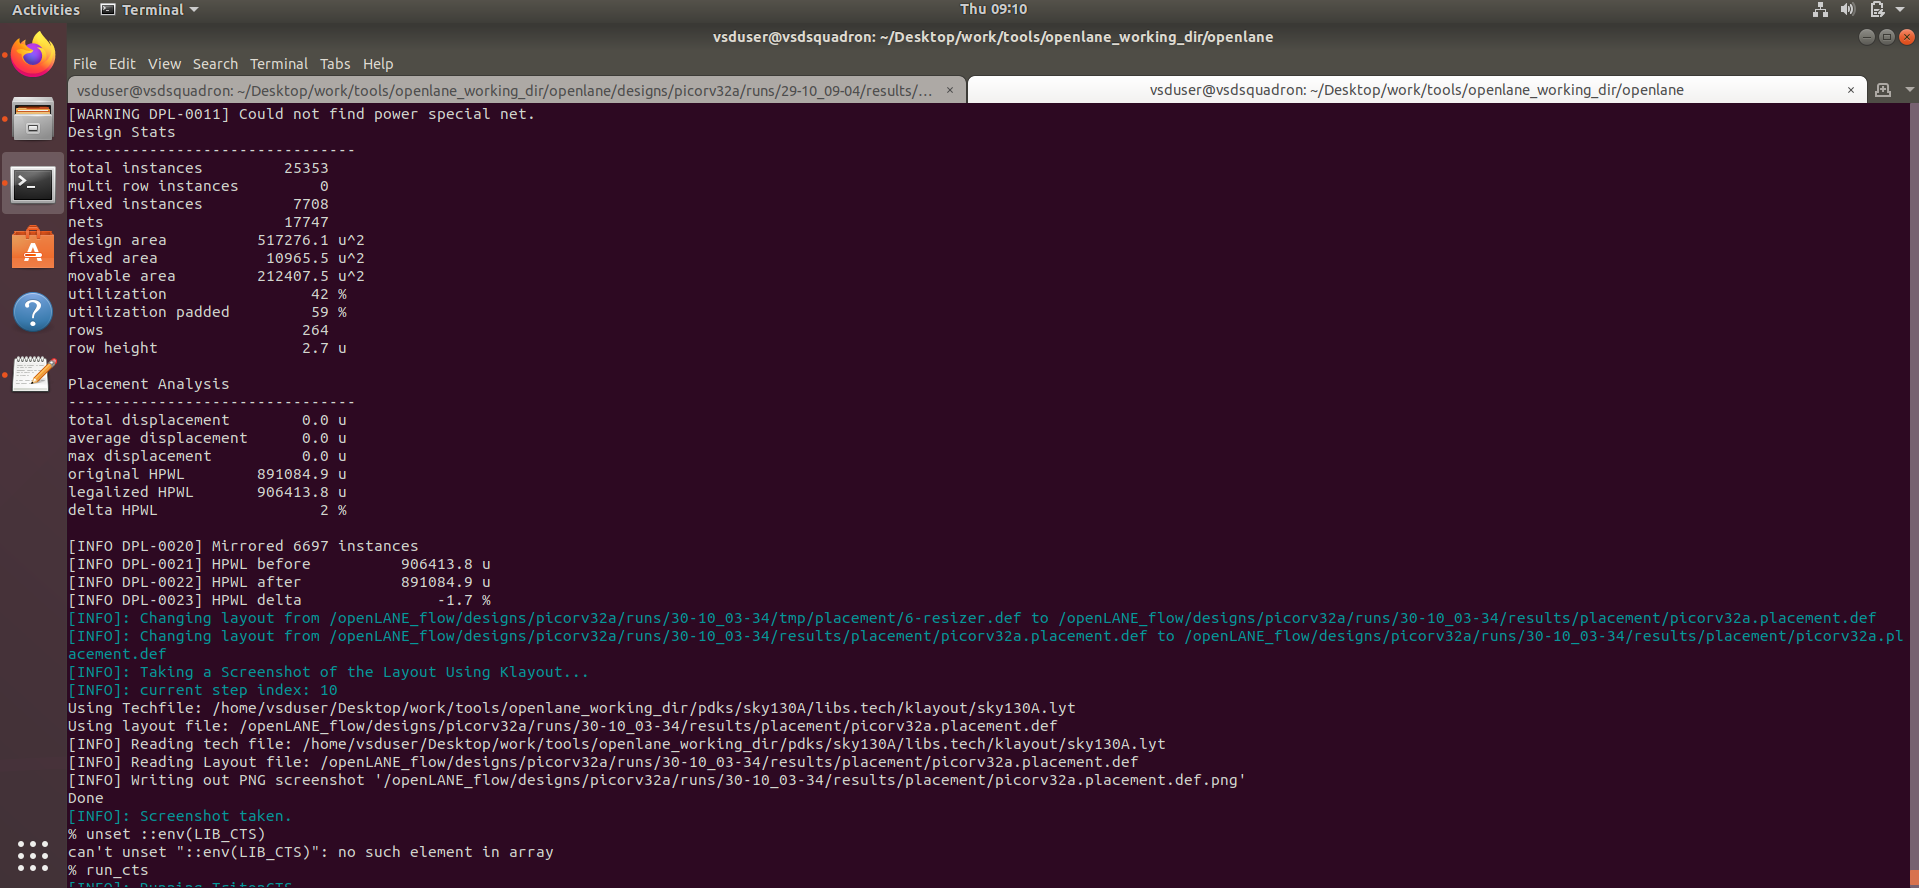 Activities Terminal Thu 09:10
vsduser@vsdsquadron: ~/Desktop/work/tools/openlane_working_dir/openlane
File Edit View Search Terminal Tabs Help
vsduser@vsdsquadron: ~/Desktop/work/tools/openlane_working_dir/openlane/designs/picorv32a/runs/29-10_09-04/results/... × vsduser@vsdsquadron: ~/Desktop/work/tools/openlane_working_dir/openlane ×
[WARNING DPL-0011] Could not find power special net.
Design Stats
--------------------------------
total instances         25353
multi row instances         0
fixed instances          7708
nets                    17747
design area          517276.1 u^2
fixed area            10965.5 u^2
movable area         212407.5 u^2
utilization                42 %
utilization padded         59 %
rows                      264
row height                2.7 u
Placement Analysis
--------------------------------
total displacement        0.0 u
average displacement      0.0 u
max displacement          0.0 u
original HPWL        891084.9 u
legalized HPWL       906413.8 u
delta HPWL                  2 %
[INFO DPL-0020] Mirrored 6697 instances
[INFO DPL-0021] HPWL before          906413.8 u
[INFO DPL-0022] HPWL after           891084.9 u
[INFO DPL-0023] HPWL delta               -1.7 %
[INFO]: Changing layout from /openLANE_flow/designs/picorv32a/runs/30-10_03-34/tmp/placement/6-resizer.def to /openLANE_flow/designs/picorv32a/runs/30-10_03-34/results/placement/picorv32a.placement.def
[INFO]: Changing layout from /openLANE_flow/designs/picorv32a/runs/30-10_03-34/results/placement/picorv32a.placement.def to /openLANE_flow/designs/picorv32a/runs/30-10_03-34/results/placement/picorv32a.pl
acement.def
[INFO]: Taking a Screenshot of the Layout Using Klayout...
[INFO]: current step index: 10
Using Techfile: /home/vsduser/Desktop/work/tools/openlane_working_dir/pdks/sky130A/libs.tech/klayout/sky130A.lyt
Using layout file: /openLANE_flow/designs/picorv32a/runs/30-10_03-34/results/placement/picorv32a.placement.def
[INFO] Reading tech file: /home/vsduser/Desktop/work/tools/openlane_working_dir/pdks/sky130A/libs.tech/klayout/sky130A.lyt
[INFO] Reading Layout file: /openLANE_flow/designs/picorv32a/runs/30-10_03-34/results/placement/picorv32a.placement.def
[INFO] Writing out PNG screenshot '/openLANE_flow/designs/picorv32a/runs/30-10_03-34/results/placement/picorv32a.placement.def.png'
Done
[INFO]: Screenshot taken.
% unset ::env(LIB_CTS)
can't unset "::env(LIB_CTS)": no such element in array
% run_cts
[INFO]: Running TritonCTS